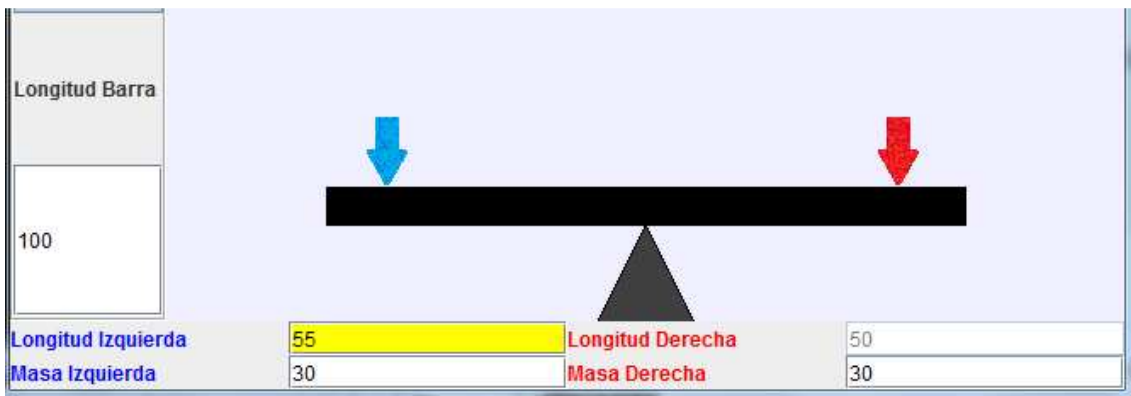 Longitud Barra
100
Longitud Izquierda 55 Longitud Derecha 50
Masa Izquierda 30 Masa Derecha 30